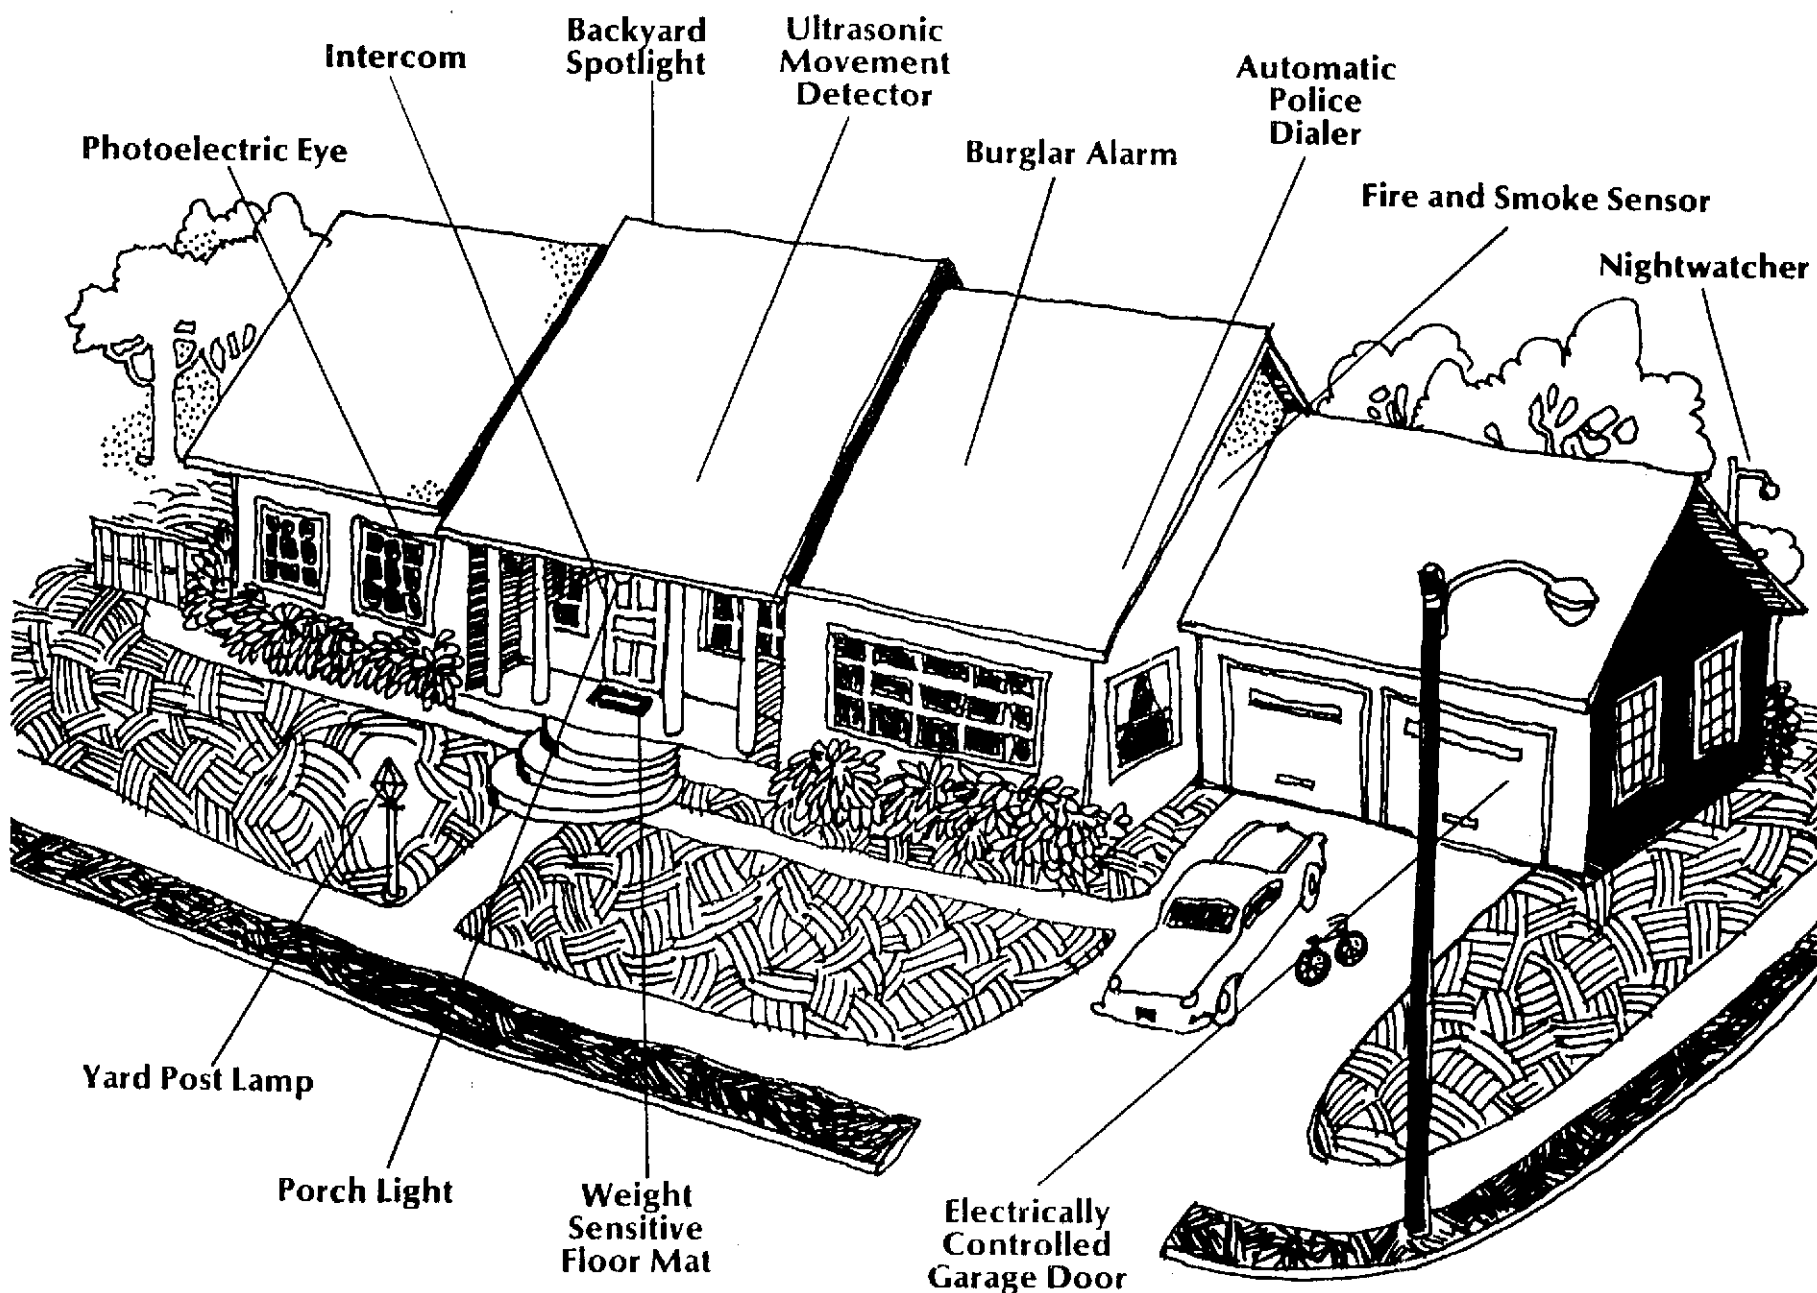 Intercom
Backyard
Spotlight
Ultrasonic
Movement
Detector
Automatic
Police
Dialer
Photoelectric Eye
Burglar Alarm
Fire and Smoke Sensor
Nightwatcher
Yard Post Lamp
Porch Light
Weight
Sensitive
Floor Mat
Electrically
Controlled
Garage Door